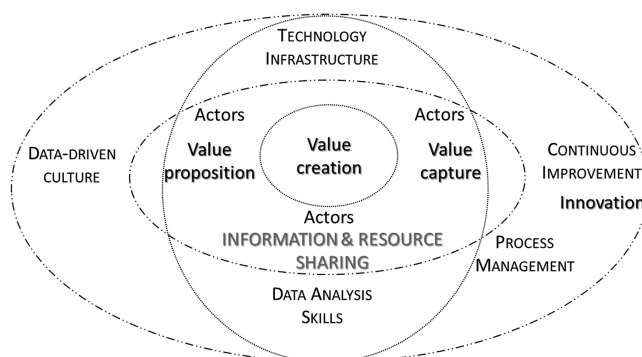 TECHNOLOGY
INFRASTRUCTURE
Actors
Actors
DATA-DRIVEN
CULTURE
Value
proposition
Value
creation
Value
capture
CONTINUOUS
IMPROVEMENT
Innovation
Actors
INFORMATION & RESOURCE
SHARING
PROCESS
MANAGEMENT
DATA ANALYSIS
SKILLS